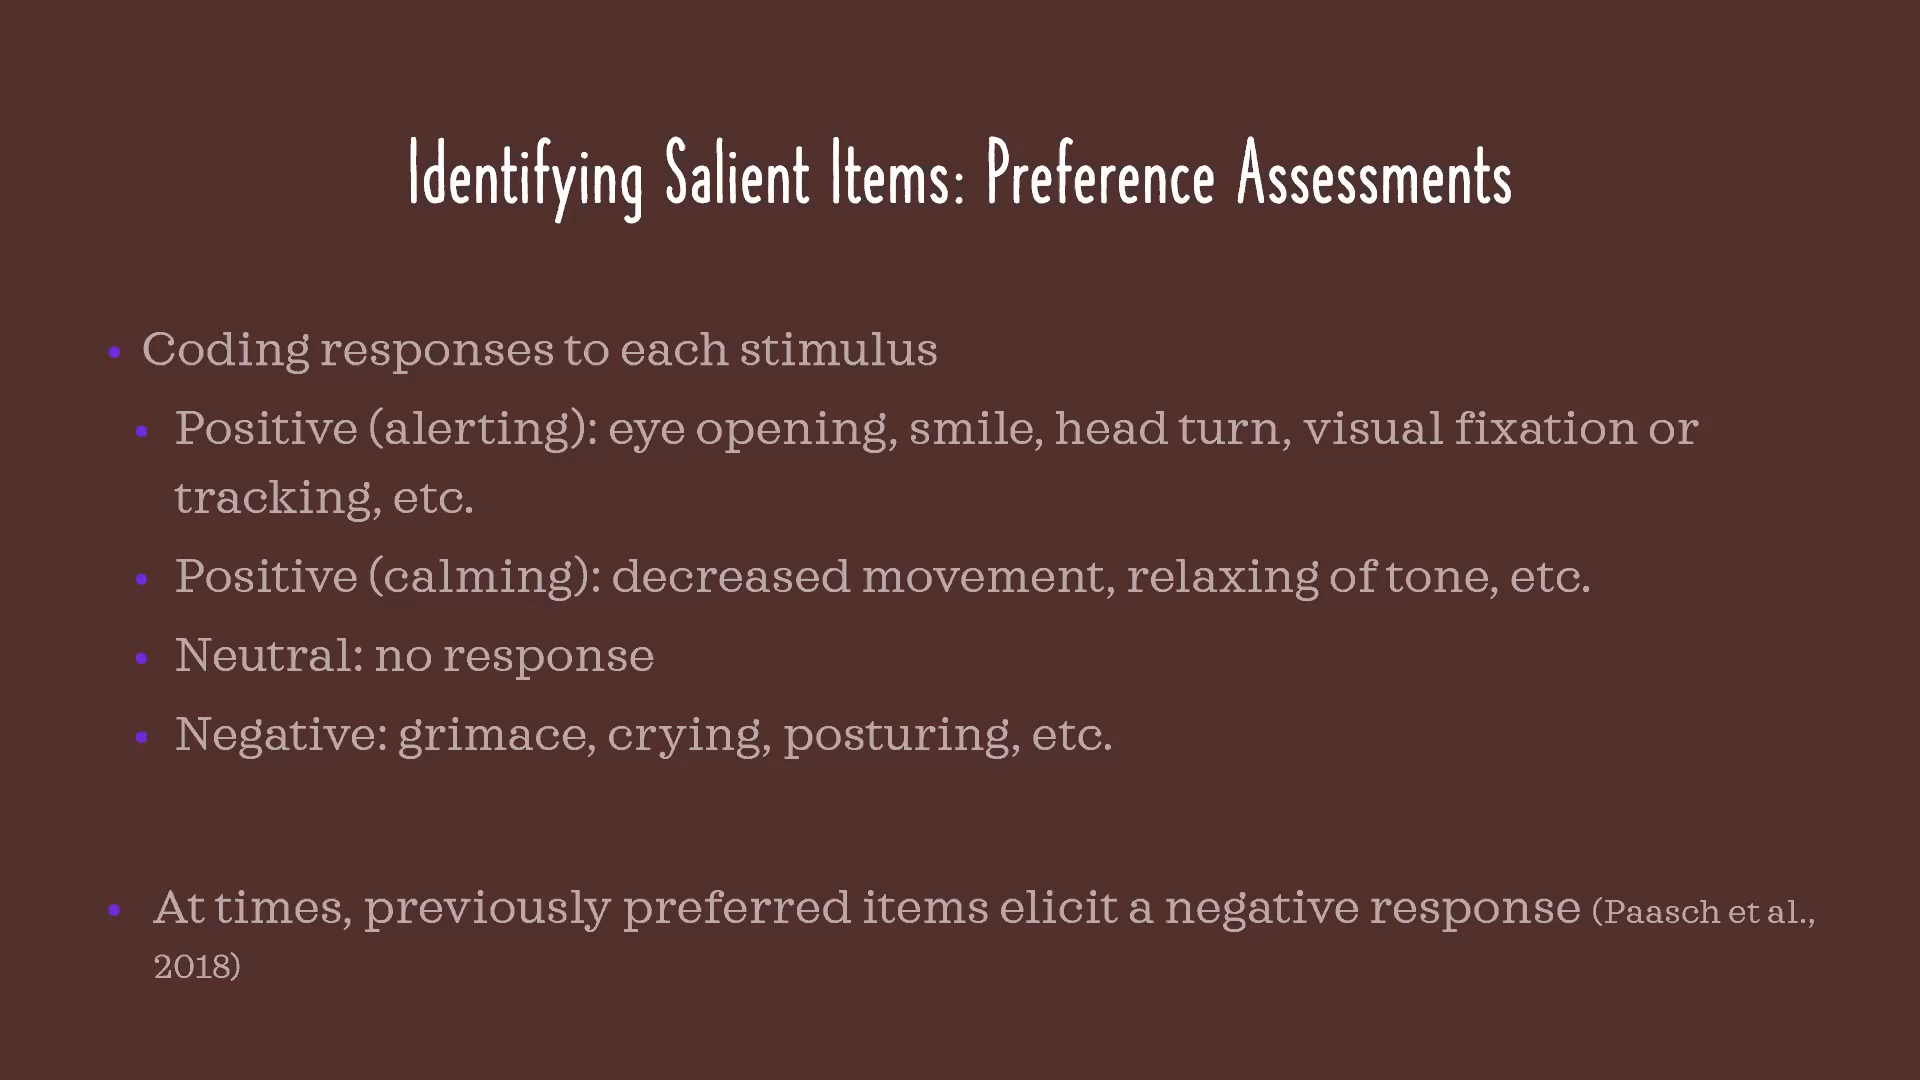 Identifying Salient Items: Preference Assessments
• Coding responses to each stimulus
• Positive (alerting): eye opening, smile, head turn, visual fixation or
tracking, etc.
• Positive (calming): decreased movement, relaxing of tone, etc.
• Neutral: no response
• Negative: grimace, crying, posturing, etc.
• At times, previously preferred items elicit a negative response (Paasch et al.,
2018)